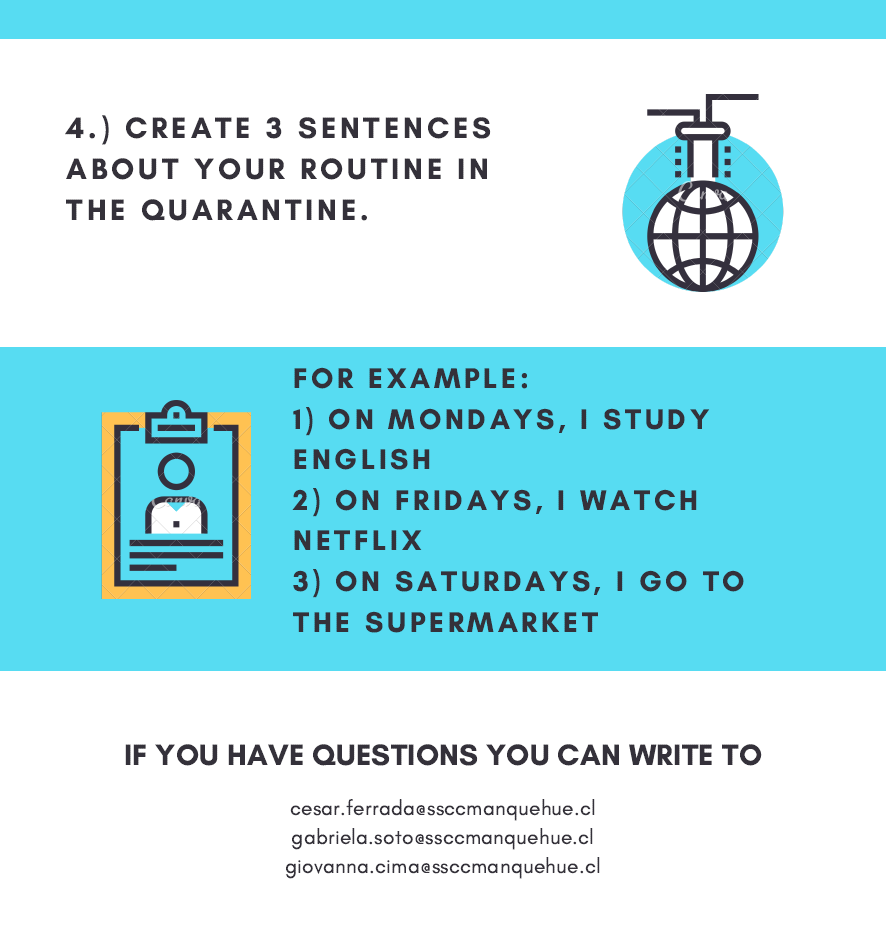 4.) CREATE 3 SENTENCES
ABOUT YOUR ROUTINE IN
THE QUARANTINE.
FOR EXAMPLE:
1) ON MONDAYS, I STUDY
ENGLISH
2) ON FRIDAYS, I WATCH
NETFLIX
3) ON SATURDAYS, I GO TO
THE SUPERMARKET
IF YOU HAVE QUESTIONS YOU CAN WRITE TO
cesar.ferrada@ssccmanquehue.cl
gabriela.soto@ssccmanquehue.cl
giovanna.cima@ssccmanquehue.cl